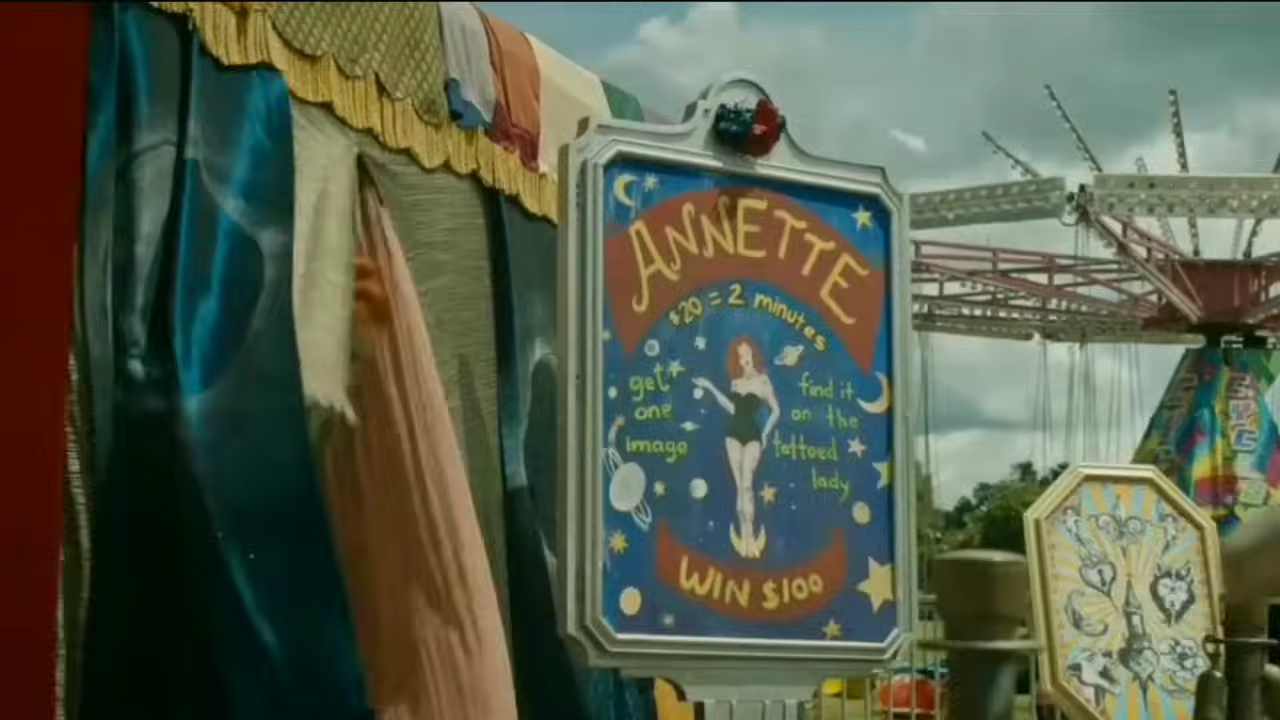 ANNETTE
$20 = 2 minutes
get
one
image
find it
on the
tattoed
lady
WIN $100